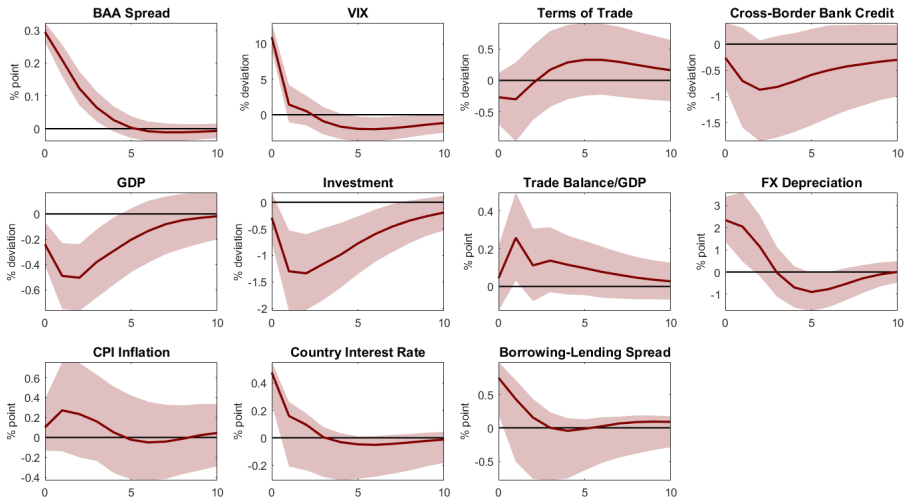 BAA Spread
% point
0.3
0.2
0.1
0
0 5 10
VIX
% deviation
10
5
0
0 5 10
Terms of Trade
% deviation
0.5
0
-0.5
0 5 10
Cross-Border Bank Credit
% deviation
0
-0.5
-1
-1.5
0 5 10
GDP
% deviation
0
-0.2
-0.4
-0.6
0 5 10
Investment
% deviation
0
-0.5
-1
-1.5
-2
0 5 10
Trade Balance/GDP
% point
0.4
0.2
0
0 5 10
FX Depreciation
% point
3
2
1
0
-1
0 5 10
CPI Inflation
% point
0.6
0.4
0.2
0
-0.2
-0.4
0 5 10
Country Interest Rate
% point
0.4
0.2
0
-0.2
0 5 10
Borrowing-Lending Spread
% point
0.5
0
-0.5
0 5 10